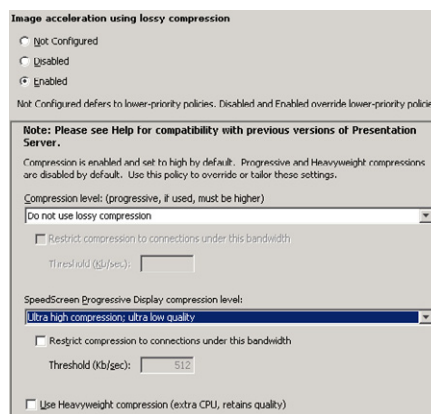 Image acceleration using lossy compression
Not Configured
Disabled
Enabled
Not Configured defers to lower-priority policies. Disabled and Enabled override lower-priority policie
Note: Please see Help for compatibility with previous versions of Presentation
Server.
Compression is enabled and set to high by default. Progressive and Heavyweight compressions
are disabled by default. Use this policy to override or tailor these settings.
Compression level: (progressive, if used, must be higher)
Do not use lossy compression
Restrict compression to connections under this bandwidth
Threshold (Kb/sec):
SpeedScreen Progressive Display compression level:
Ultra high compression; ultra low quality
Restrict compression to connections under this bandwidth
Threshold (Kb/sec): 512
Use Heavyweight compression (extra CPU, retains quality)